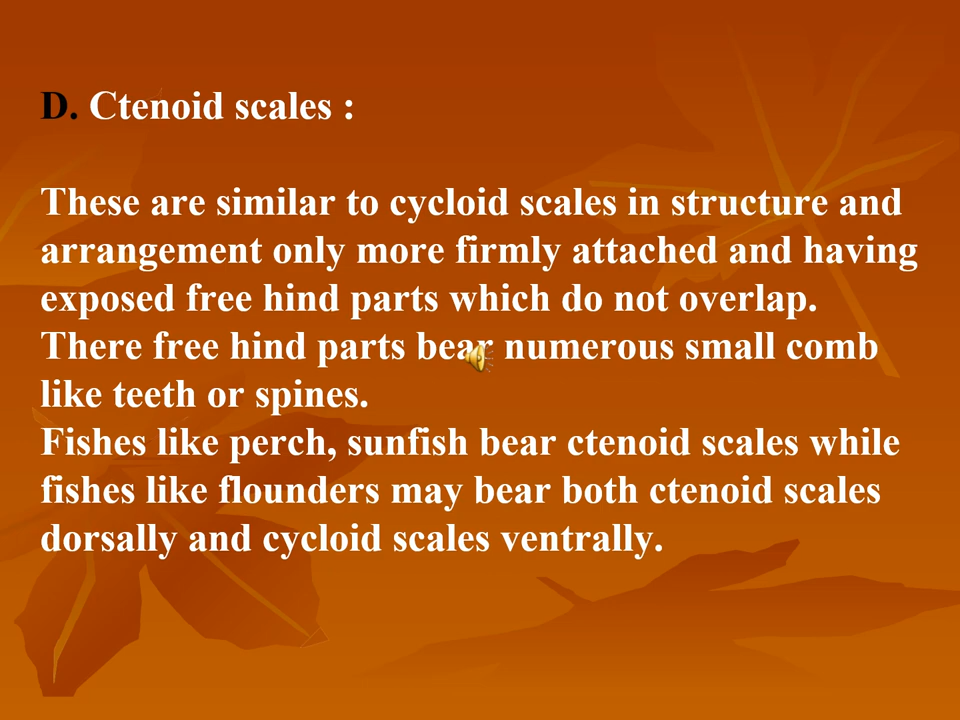 D. Ctenoid scales :
These are similar to cycloid scales in structure and
arrangement only more firmly attached and having
exposed free hind parts which do not overlap.
There free hind parts bear numerous small comb
like teeth or spines.
Fishes like perch, sunfish bear ctenoid scales while
fishes like flounders may bear both ctenoid scales
dorsally and cycloid scales ventrally.